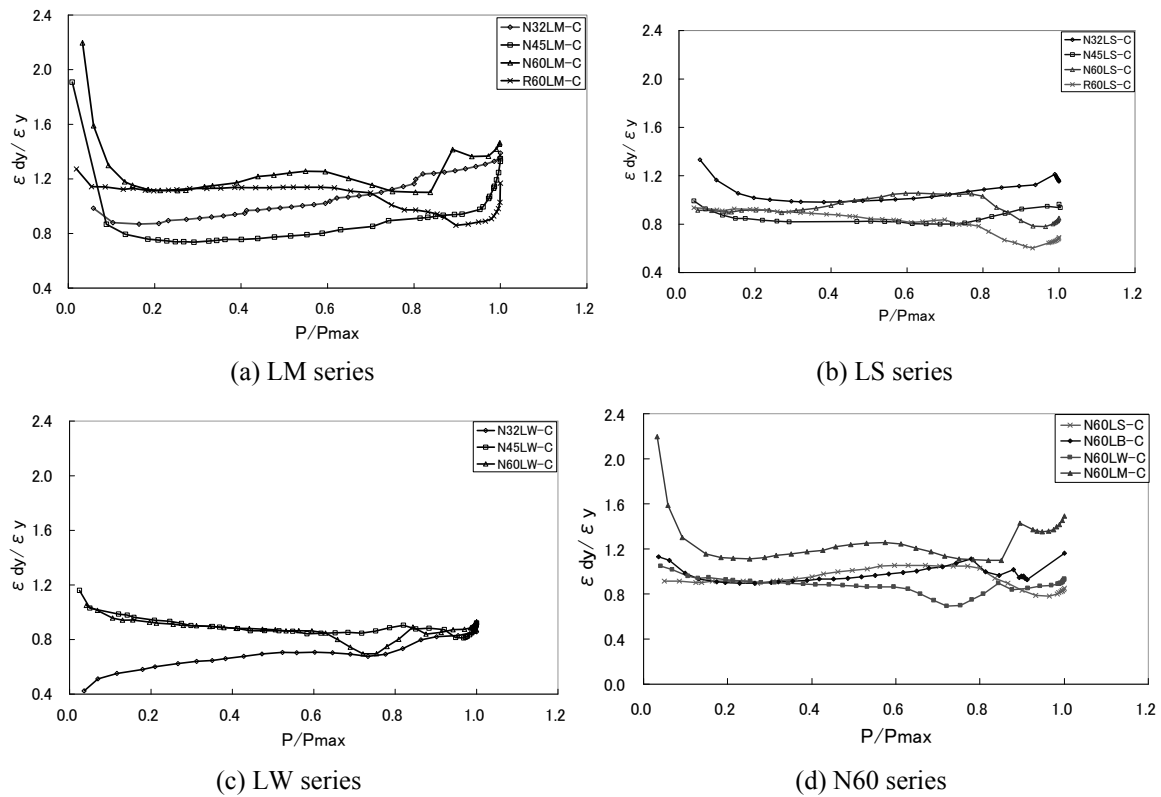 2.4
2.0
1.6
1.2
0.8
0.4
ε dy/ ε y
0.0 0.2 0.4 0.6 0.8 1.0 1.2
P/Pmax
N32LM-C
N45LM-C
N60LM-C
R60LM-C
(a) LM series
2.4
2.0
1.6
1.2
0.8
0.4
ε dy/ ε y
0.0 0.2 0.4 0.6 0.8 1.0 1.2
P/Pmax
N32LS-C
N45LS-C
N60LS-C
R60LS-C
(b) LS series
2.4
2.0
1.6
1.2
0.8
0.4
ε dy/ ε y
0.0 0.2 0.4 0.6 0.8 1.0 1.2
P/Pmax
N32LW-C
N45LW-C
N60LW-C
(c) LW series
2.4
2.0
1.6
1.2
0.8
0.4
0.0
ε dy/ ε y
0.0 0.2 0.4 0.6 0.8 1.0 1.2
P/Pmax
N60LS-C
N60LB-C
N60LW-C
N60LM-C
(d) N60 series